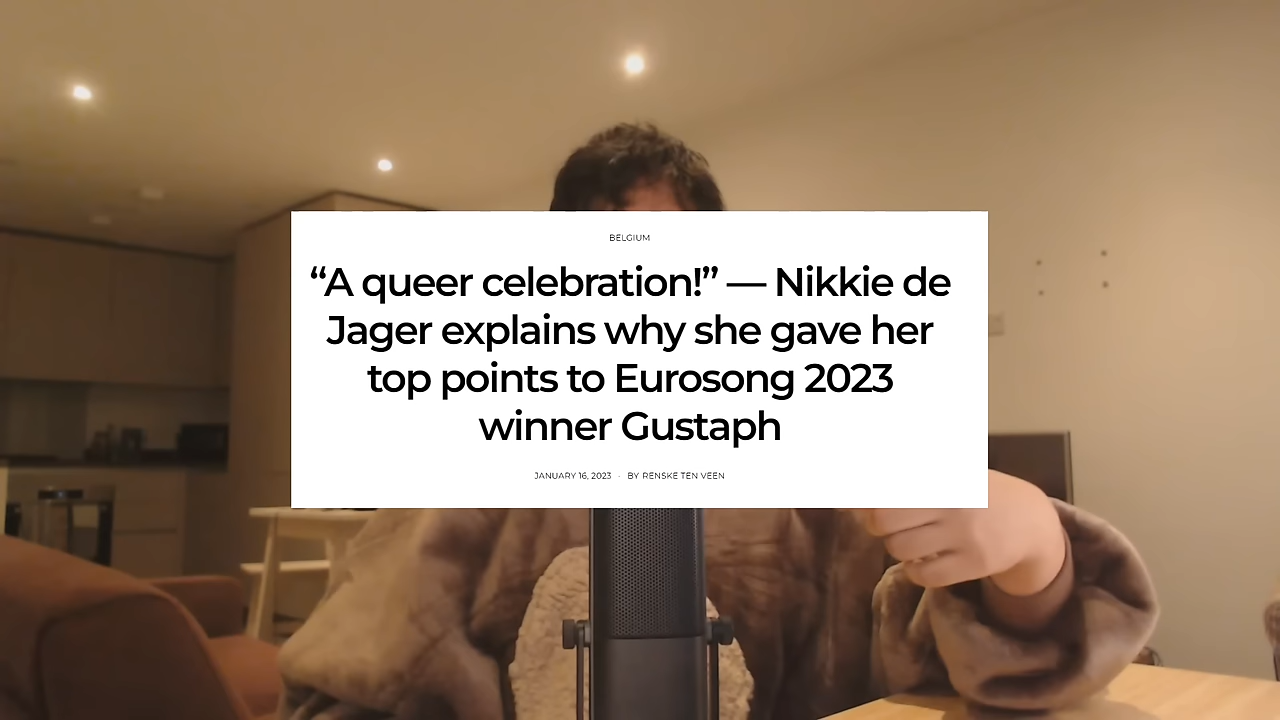 BELGIUM
“A queer celebration!” — Nikkie de
Jager explains why she gave her
top points to Eurosong 2023
winner Gustaph
JANUARY 16, 2023 · BY RENSKE TEN VEEN